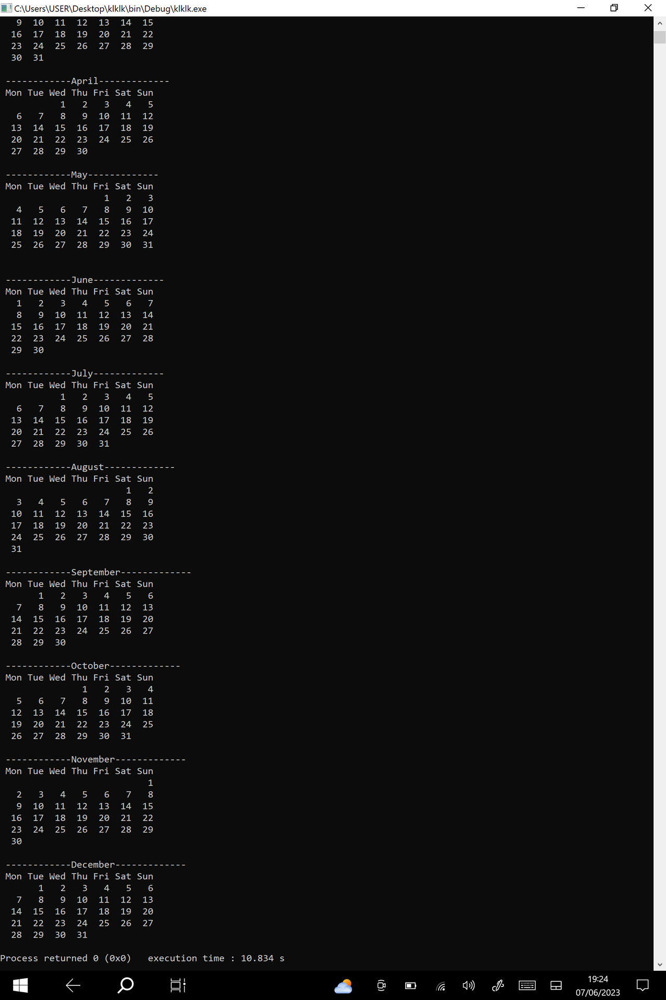 C:\Users\USER\Desktop\klklk\bin\Debug\klklk.exe
   9   10   11   12   13   14   15
  16   17   18   19   20   21   22
  23   24   25   26   27   28   29
  30   31
 ------------April-------------
 Mon Tue Wed Thu Fri Sat Sun
           1   2   3   4   5
   6   7   8   9  10  11  12
  13  14  15  16  17  18  19
  20  21  22  23  24  25  26
  27  28  29  30
 ------------May-------------
 Mon Tue Wed Thu Fri Sat Sun
                   1   2   3
   4   5   6   7   8   9  10
  11  12  13  14  15  16  17
  18  19  20  21  22  23  24
  25  26  27  28  29  30  31
 ------------June-------------
 Mon Tue Wed Thu Fri Sat Sun
   1   2   3   4   5   6   7
   8   9  10  11  12  13  14
  15  16  17  18  19  20  21
  22  23  24  25  26  27  28
  29  30
 ------------July-------------
 Mon Tue Wed Thu Fri Sat Sun
           1   2   3   4   5
   6   7   8   9  10  11  12
  13  14  15  16  17  18  19
  20  21  22  23  24  25  26
  27  28  29  30  31
 ------------August-------------
 Mon Tue Wed Thu Fri Sat Sun
                       1   2
   3   4   5   6   7   8   9
  10  11  12  13  14  15  16
  17  18  19  20  21  22  23
  24  25  26  27  28  29  30
  31
 ------------September-------------
 Mon Tue Wed Thu Fri Sat Sun
       1   2   3   4   5   6
   7   8   9  10  11  12  13
  14  15  16  17  18  19  20
  21  22  23  24  25  26  27
  28  29  30
 ------------October-------------
 Mon Tue Wed Thu Fri Sat Sun
               1   2   3   4
   5   6   7   8   9  10  11
  12  13  14  15  16  17  18
  19  20  21  22  23  24  25
  26  27  28  29  30  31
 ------------November-------------
 Mon Tue Wed Thu Fri Sat Sun
                           1
   2   3   4   5   6   7   8
   9  10  11  12  13  14  15
  16  17  18  19  20  21  22
  23  24  25  26  27  28  29
  30
 ------------December-------------
 Mon Tue Wed Thu Fri Sat Sun
       1   2   3   4   5   6
   7   8   9  10  11  12  13
  14  15  16  17  18  19  20
  21  22  23  24  25  26  27
  28  29  30  31
Process returned 0 (0x0)   execution time : 10.834 s
19:24
07/06/2023